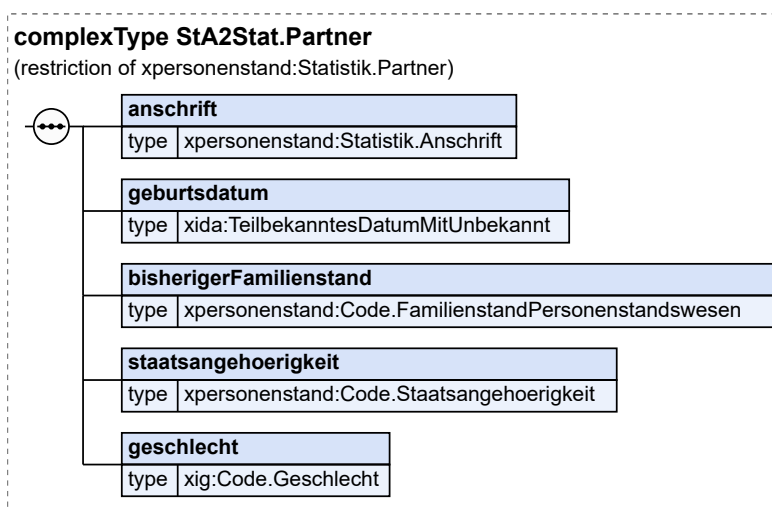 complexType StA2Stat.Partner
(restriction of xpersonenstand:Statistik.Partner)
anschrift
type xpersonenstand:Statistik.Anschrift
geburtsdatum
type xida:TeilbekanntesDatumMitUnbekannt
bisherigerFamilienstand
type xpersonenstand:Code.FamilienstandPersonenstandswesen
staatsangehoerigkeit
type xpersonenstand:Code.Staatsangehoerigkeit
geschlecht
type xig:Code.Geschlecht